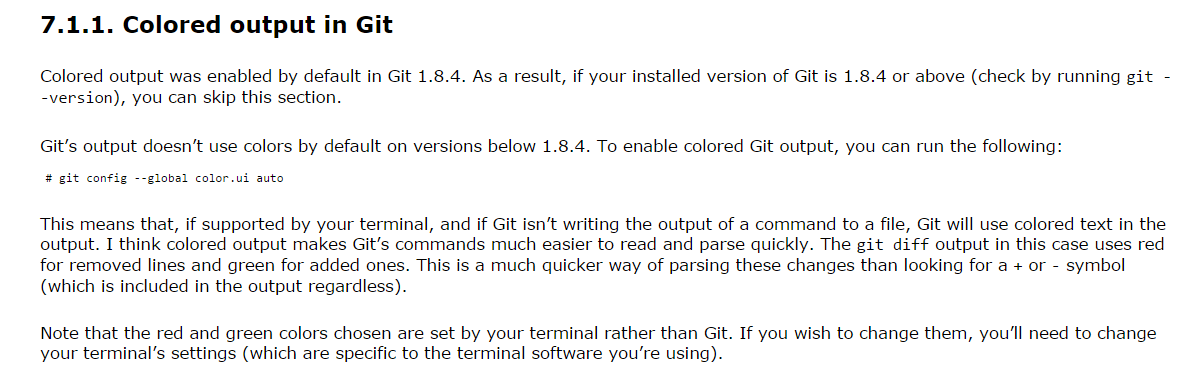 7.1.1. Colored output in Git
Colored output was enabled by default in Git 1.8.4. As a result, if your installed version of Git is 1.8.4 or above (check by running git -
-version), you can skip this section.
Git’s output doesn’t use colors by default on versions below 1.8.4. To enable colored Git output, you can run the following:
# git config --global color.ui auto
This means that, if supported by your terminal, and if Git isn’t writing the output of a command to a file, Git will use colored text in the
output. I think colored output makes Git’s commands much easier to read and parse quickly. The git diff output in this case uses red
for removed lines and green for added ones. This is a much quicker way of parsing these changes than looking for a + or - symbol
(which is included in the output regardless).
Note that the red and green colors chosen are set by your terminal rather than Git. If you wish to change them, you’ll need to change
your terminal’s settings (which are specific to the terminal software you’re using).